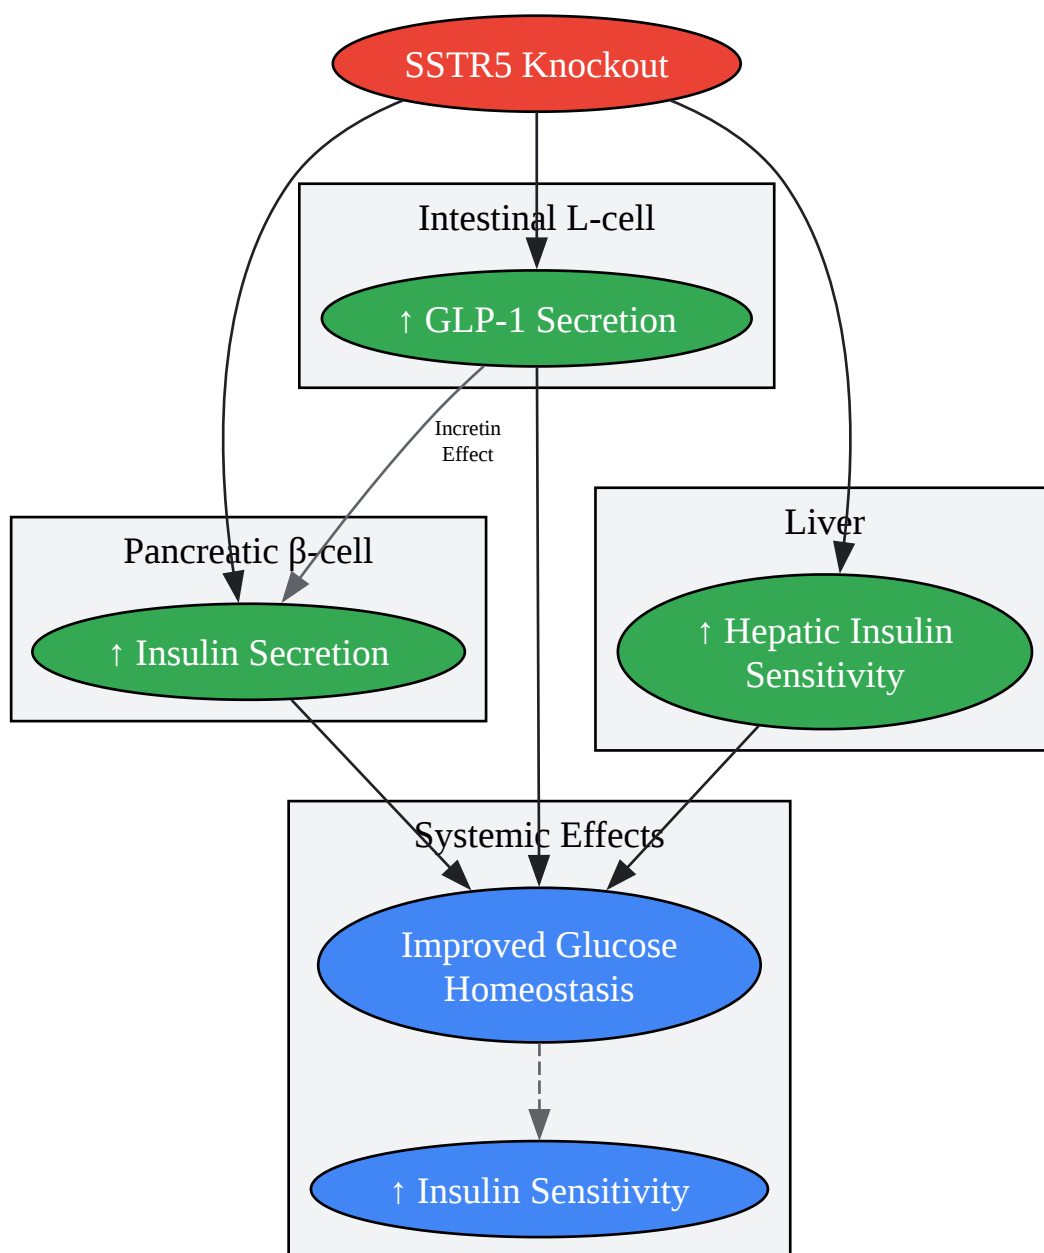 SSTR5 Knockout
Intestinal L-cell
↑ GLP-1 Secretion
Incretin
Effect
Pancreatic β-cell
↑ Insulin Secretion
Liver
↑ Hepatic Insulin
Sensitivity
Systemic Effects
Improved Glucose
Homeostasis
↑ Insulin Sensitivity